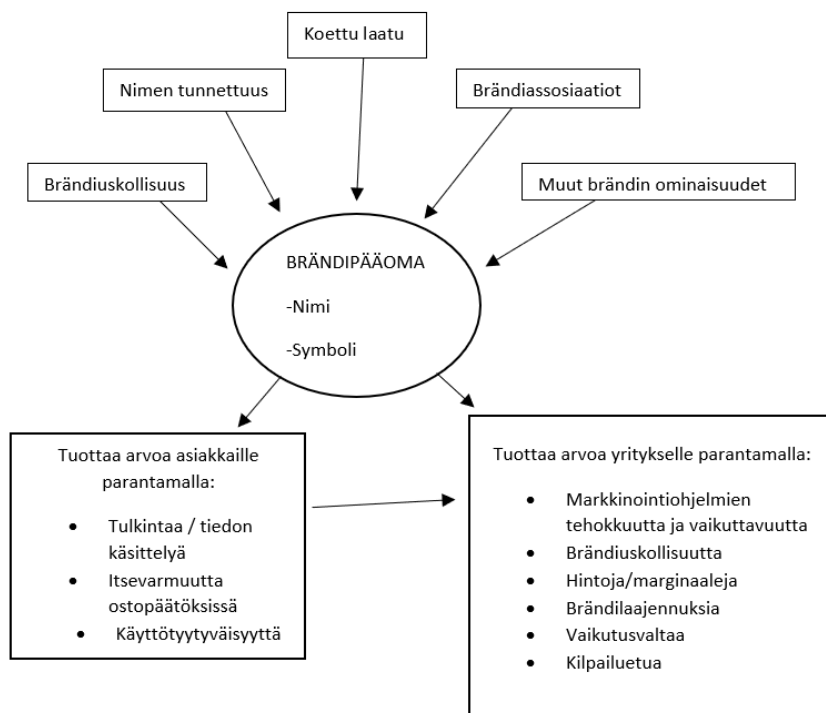 Koettu laatu
Nimen tunnettuus
Brändiassosiaatiot
Brändiuskollisuus
Muut brändin ominaisuudet
BRÄNDIPÄÄOMA
-Nimi
-Symboli
Tuottaa arvoa asiakkaille
parantamalla:
• Tulkintaa / tiedon
käsittelyä
• Itsevarmuutta
ostopäätöksissä
• Käyttötyytyväisyyttä
Tuottaa arvoa yritykselle parantamalla:
• Markkinointiohjelmien
tehokkuutta ja vaikuttavuutta
• Brändiuskollisuutta
• Hintoja/marginaaleja
• Brändilaajennuksia
• Vaikutusvaltaa
• Kilpailuetua